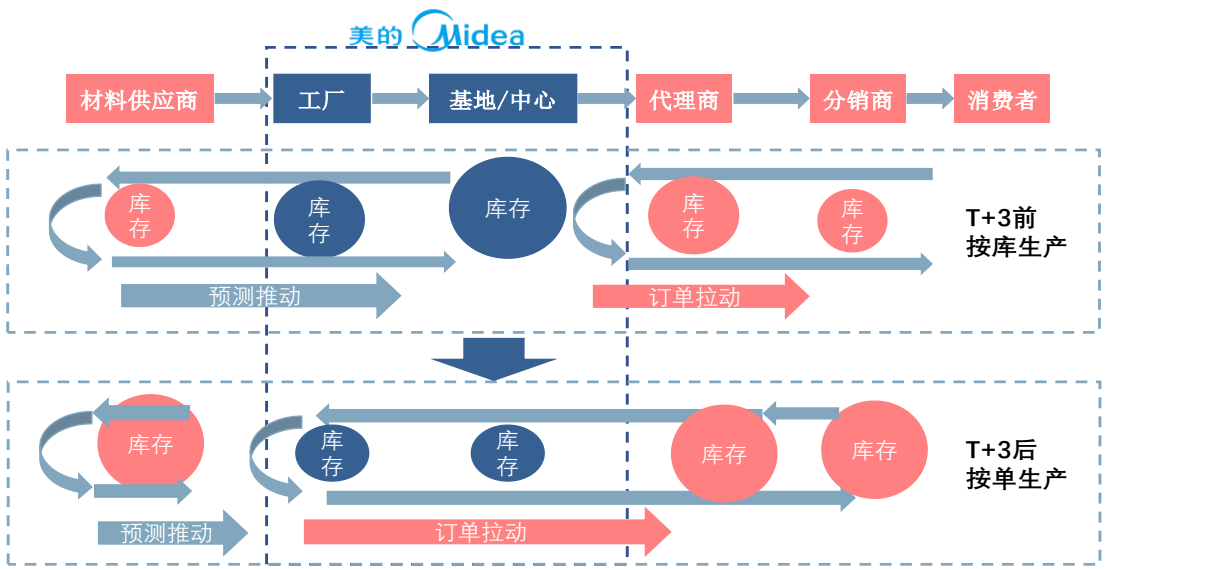 美的 Midea
材料供应商
工厂
基地/中心
代理商
分销商
消费者
库
存
库
存
库存
库
存
库
存
T+3前
按库生产
预测推动
订单拉动
库存
库
存
库
存
库存
库存
T+3后
按单生产
预测推动
订单拉动